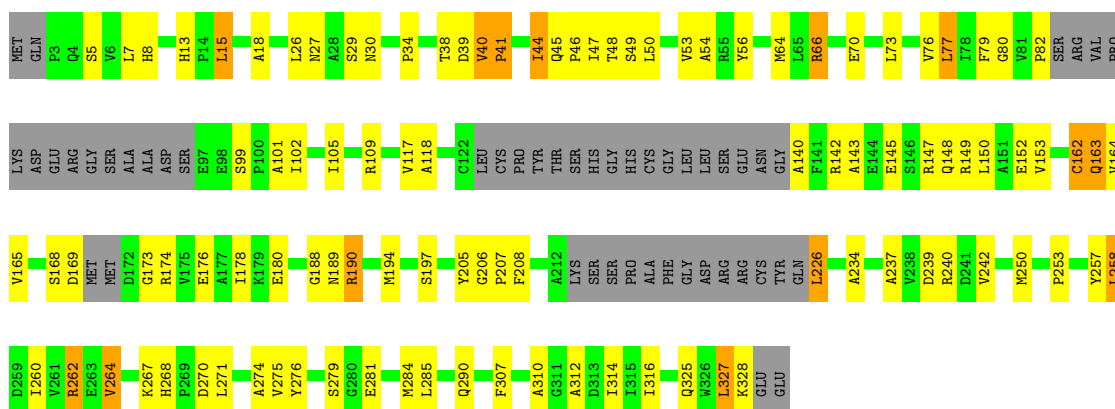 MET GLN P3 Q4 S5 V6 L7 H8 H13 P14 L15 A18 L26 N27 A28 S29 N30 P34 T38 D39 V40 P41 I44 Q45 P46 I47 T48 S49 L50 V53 A54 R55 Y56 M64 L65 R66 E70 L73 V76 L77 I78 F79 G80 V81 P82 SER ARG VAL PRO
LYS ASP GLU ARG GLY SER ALA ALA ASP SER E97 E98 S99 P100 A101 I102 I105 R109 V117 A118 C122 LEU CYS PRO TYR THR SER HIS GLY HIS CYS GLY LEU LEU SER GLU ASN GLY A140 F141 R142 A143 E144 E145 S146 R147 Q148 R149 L150 A151 E152 V153 C162 Q163 V164
V165 S168 D169 MET MET D172 G173 R174 V175 E176 A177 I178 K179 E180 G188 N189 R190 M194 S197 Y205 G206 P207 F208 A212 LYS SER SER PRO ALA PHE GLY ASP ARG ARG CYS TYR GLN L226 A234 A237 V238 D239 R240 D241 V242 M250 P253 Y257 L258
D259 I260 V261 R262 E263 V264 K267 H268 P269 D270 L271 A274 V275 Y276 S279 G280 E281 M284 L285 Q290 F307 A310 G311 A312 D313 I314 I315 I316 Q325 W326 L327 K328 GLU GLU